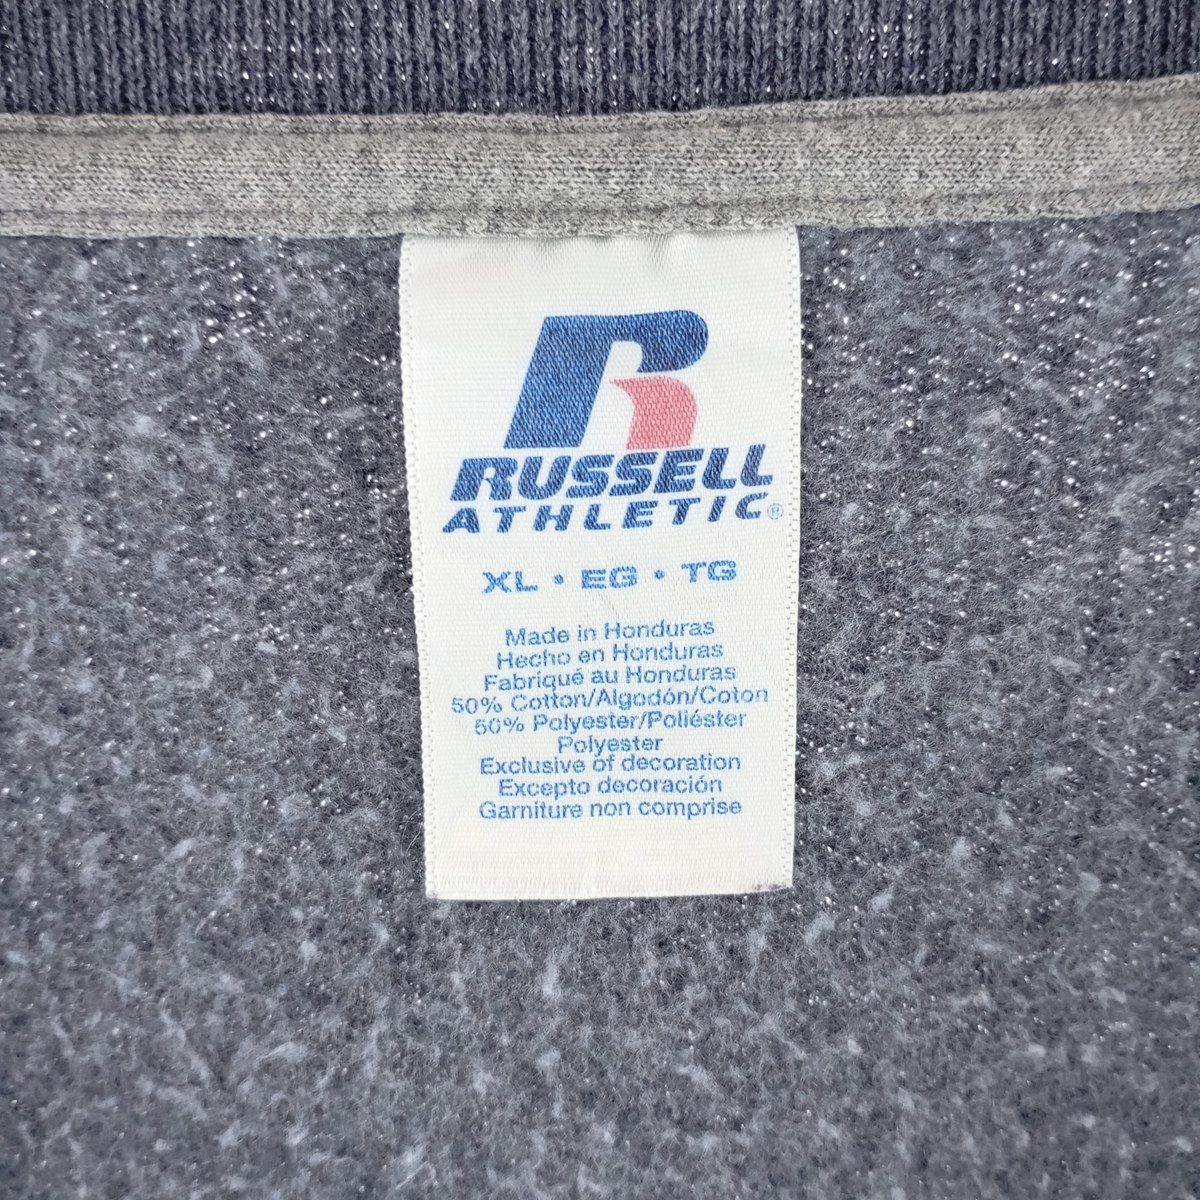 R
RUSSELL
ATHLETIC®
XL • EG • TG
Made in Honduras
Hecho en Honduras
Fabriqué au Honduras
50% Cotton/Algodón/Coton
50% Polyester/Poliéster
Polyester
Exclusive of decoration
Excepto decoración
Garniture non comprise